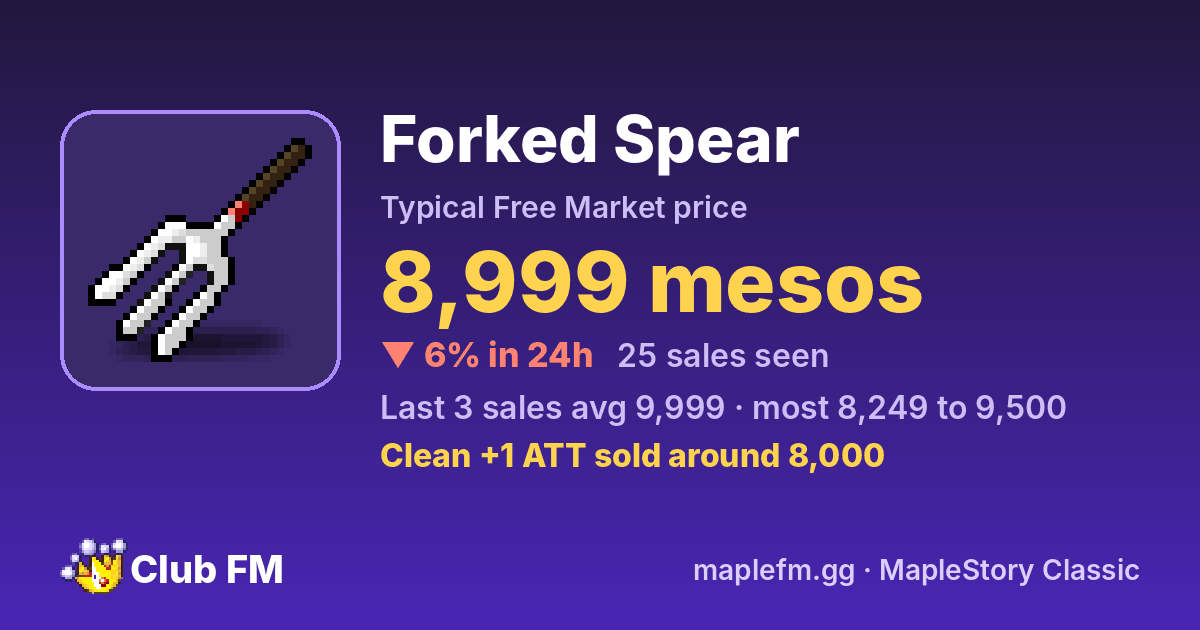 Forked Spear
Typical Free Market price
8,999 mesos
▼ 6% in 24h 25 sales seen
Last 3 sales avg 9,999 · most 8,249 to 9,500
Clean +1 ATT sold around 8,000
Club FM
maplefm.gg · MapleStory Classic